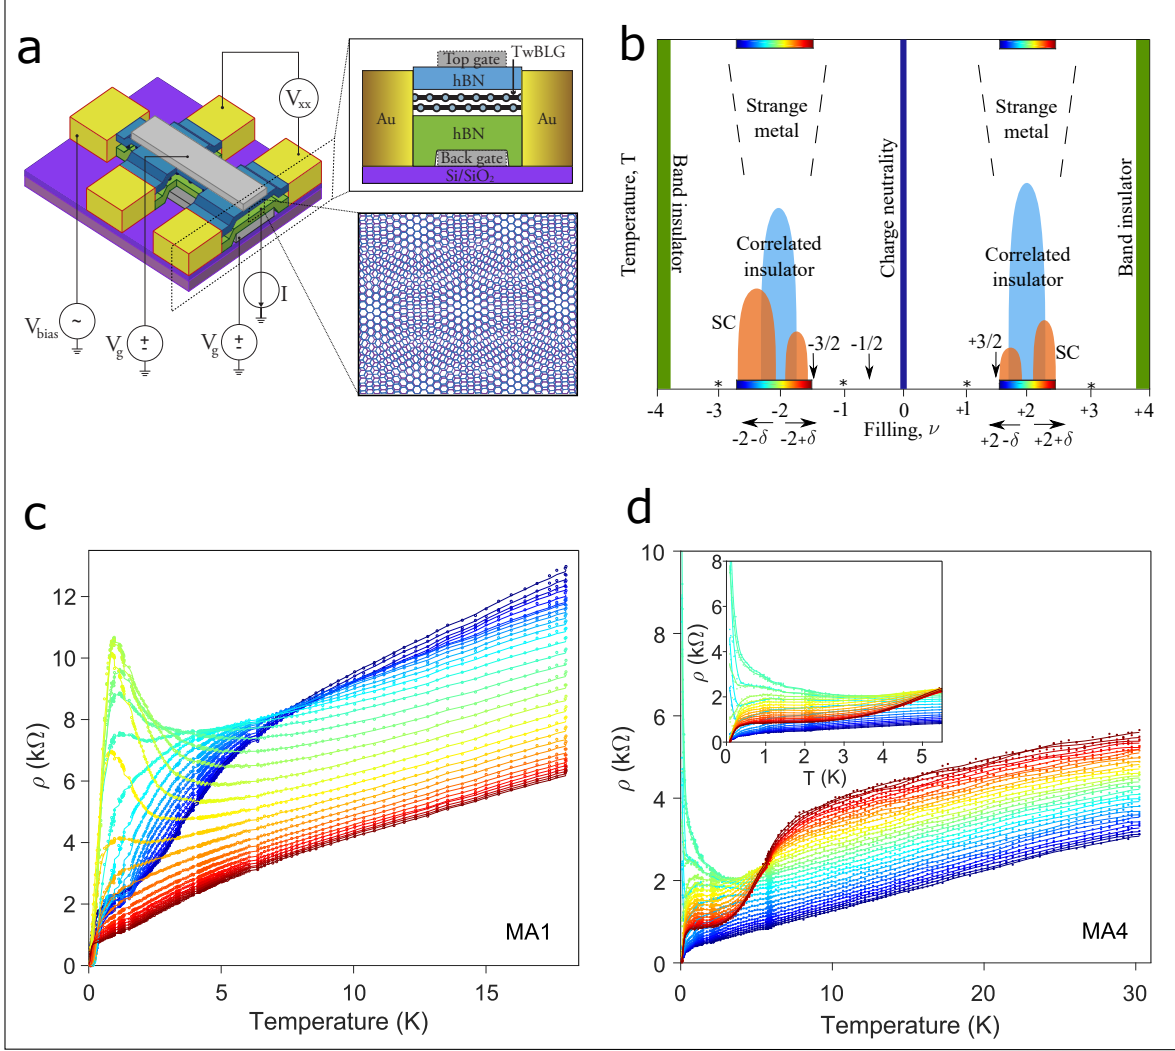 a
V_xx
V_bias
~
V_g
+
-
V_g
+
-
I
TwBLG
Top gate
hBN
Au
Au
hBN
Back gate
Si/SiO₂
b
Temperature, T
Band insulator
Strange
metal
Correlated
insulator
SC
-3/2
-1/2
Charge neutrality
Strange
metal
Correlated
insulator
+3/2
SC
Band insulator
* * * *
-4 -3 -2 -1 0 +1 +2 +3 +4
Filling, ν
-2-δ -2+δ
+2-δ +2+δ
c
ρ (kΩ)
12
10
8
6
4
2
0
0 5 10 15
Temperature (K)
MA1
d
ρ (kΩ)
10
8
6
4
2
0
0 10 20 30
Temperature (K)
MA4
ρ (kΩ)
8
6
4
2
0
0 1 2 3 4 5
T (K)